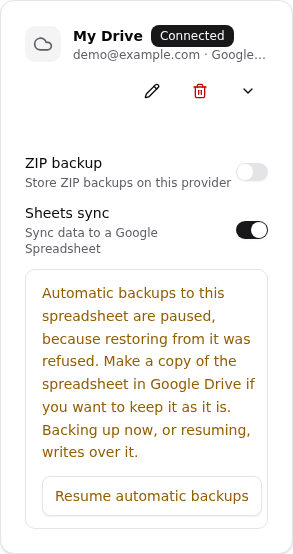 My Drive Connected
demo@example.com · Google...
ZIP backup
Store ZIP backups on this provider
Sheets sync
Sync data to a Google
Spreadsheet
Automatic backups to this
spreadsheet are paused,
because restoring from it was
refused. Make a copy of the
spreadsheet in Google Drive if
you want to keep it as it is.
Backing up now, or resuming,
writes over it.
Resume automatic backups